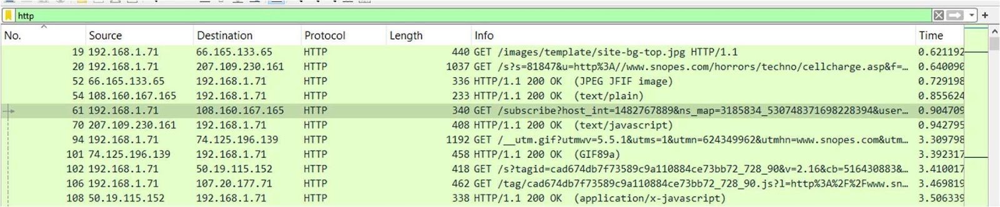 http
No. Source Destination Protocol Length Info Time
19 192.168.1.71 66.165.133.65 HTTP 440 GET /images/template/site-bg-top.jpg HTTP/1.1 0.621192
20 192.168.1.71 207.109.230.161 HTTP 1037 GET /s?s=81847&u=http%3A//www.snopes.com/horrors/techno/cellcharge.asp&f=… 0.640090
52 66.165.133.65 192.168.1.71 HTTP 336 HTTP/1.1 200 OK (JPEG JFIF image) 0.729198
54 108.160.167.165 192.168.1.71 HTTP 233 HTTP/1.1 200 OK (text/plain) 0.855624
61 192.168.1.71 108.160.167.165 HTTP 340 GET /subscribe?host_int=1482767889&ns_map=3185834_530748371698228394&user… 0.904709
70 207.109.230.161 192.168.1.71 HTTP 408 HTTP/1.1 200 OK (text/javascript) 0.942795
94 192.168.1.71 74.125.196.139 HTTP 1192 GET /__utm.gif?utmwv=5.5.1&utms=1&utmn=624349962&utmhn=www.snopes.com&utm… 3.309798
101 74.125.196.139 192.168.1.71 HTTP 458 HTTP/1.1 200 OK (GIF89a) 3.392317
102 192.168.1.71 50.19.115.152 HTTP 418 GET /s?tagid=cad674db7f73589c9a110884ce73bb72_728_90&v=2.16&cb=516430883&… 3.410017
106 192.168.1.71 107.20.177.71 HTTP 462 GET /tag/cad674db7f73589c9a110884ce73bb72_728_90.js?l=http%3A%2F%2Fwww.sn… 3.469819
108 50.19.115.152 192.168.1.71 HTTP 338 HTTP/1.1 200 OK (application/x-javascript) 3.506339